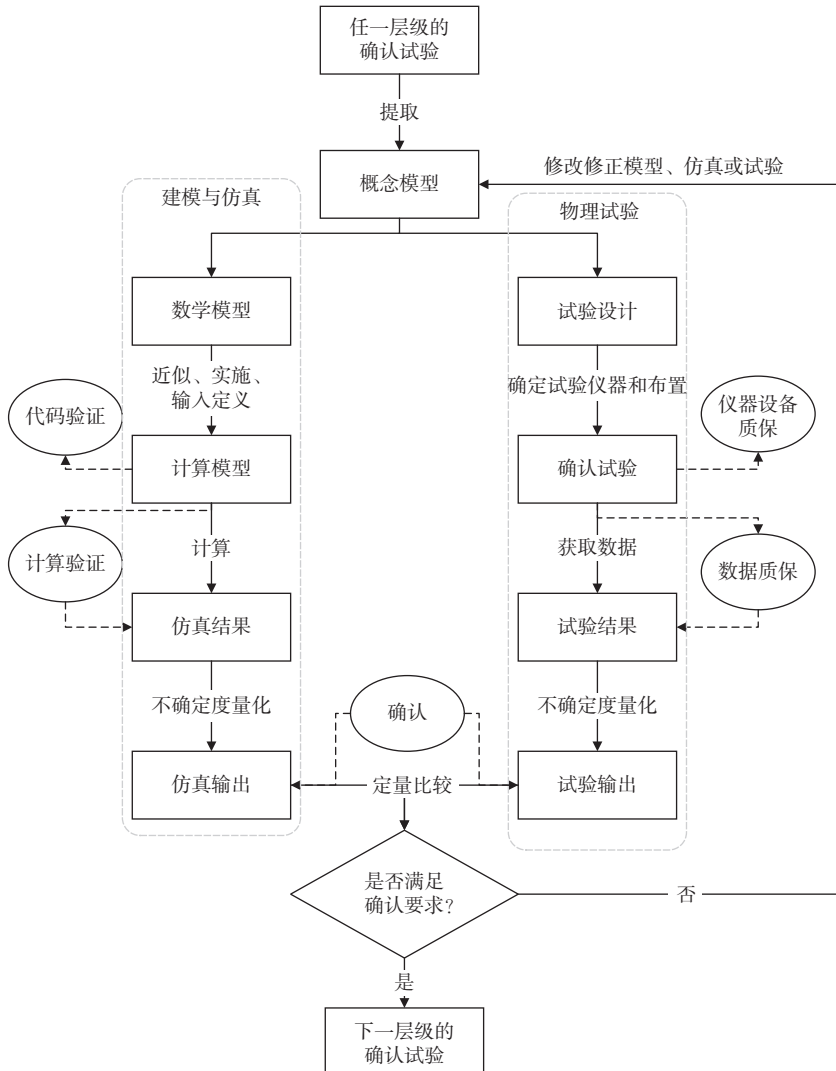 任一层级的
确认试验
提取
概念模型
修改修正模型、仿真或试验
建模与仿真
物理试验
数学模型
试验设计
近似、实施、
输入定义
确定试验仪器和布置
代码验证
仪器设备
质保
计算模型
确认试验
计算
获取数据
计算验证
数据质保
仿真结果
试验结果
不确定度量化
确认
不确定度量化
仿真输出
定量比较
试验输出
是否满足
确认要求?
否
是
下一层级的
确认试验